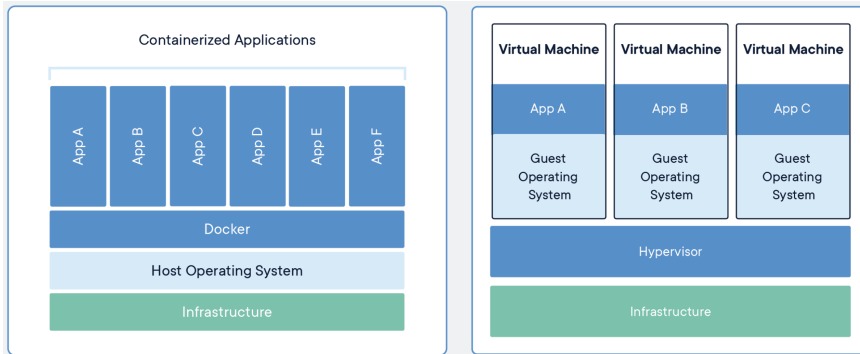 Containerized Applications
App A
App B
App C
App D
App E
App F
Docker
Host Operating System
Infrastructure
Virtual Machine
App A
Guest
Operating
System
Virtual Machine
App B
Guest
Operating
System
Virtual Machine
App C
Guest
Operating
System
Hypervisor
Infrastructure